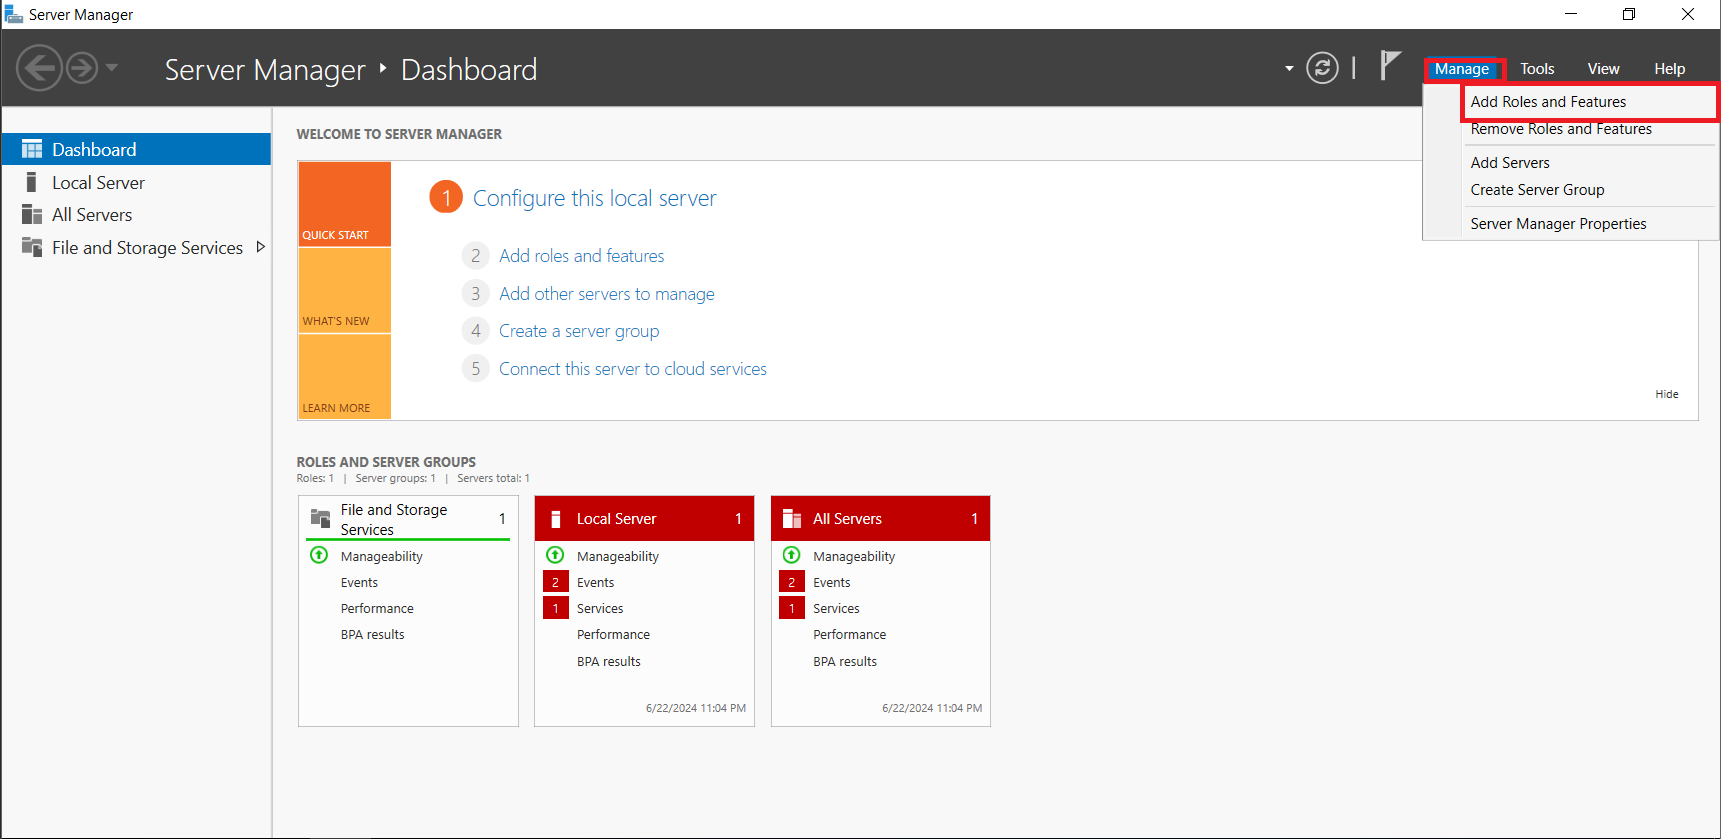 Server Manager
Server Manager ‣ Dashboard
Manage
Tools
View
Help
Add Roles and Features
Remove Roles and Features
Add Servers
Create Server Group
Server Manager Properties
Dashboard
Local Server
All Servers
File and Storage Services
WELCOME TO SERVER MANAGER
QUICK START
WHAT'S NEW
LEARN MORE
1 Configure this local server
2 Add roles and features
3 Add other servers to manage
4 Create a server group
5 Connect this server to cloud services
Hide
ROLES AND SERVER GROUPS
Roles: 1 | Server groups: 1 | Servers total: 1
File and Storage
Services
1
Manageability
Events
Performance
BPA results
Local Server 1
Manageability
2 Events
1 Services
Performance
BPA results
6/22/2024 11:04 PM
All Servers 1
Manageability
2 Events
1 Services
Performance
BPA results
6/22/2024 11:04 PM